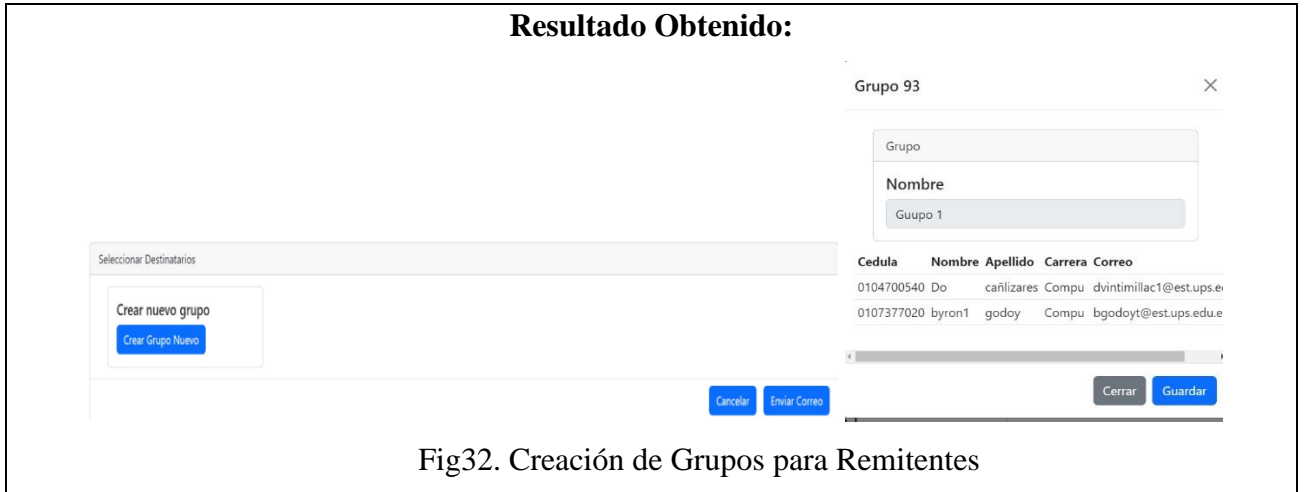 Resultado Obtenido:
Seleccionar Destinatarios
Crear nuevo grupo
Crear Grupo Nuevo
Cancelar Enviar Correo
Grupo 93
Grupo
Nombre
Guupo 1
Cedula Nombre Apellido Carrera Correo
0104700540 Do cañlizares Compu dvintimillac1@est.ups.e
0107377020 byron1 godoy Compu bgodoyt@est.ups.edu.e
Cerrar Guardar
Fig32. Creación de Grupos para Remitentes